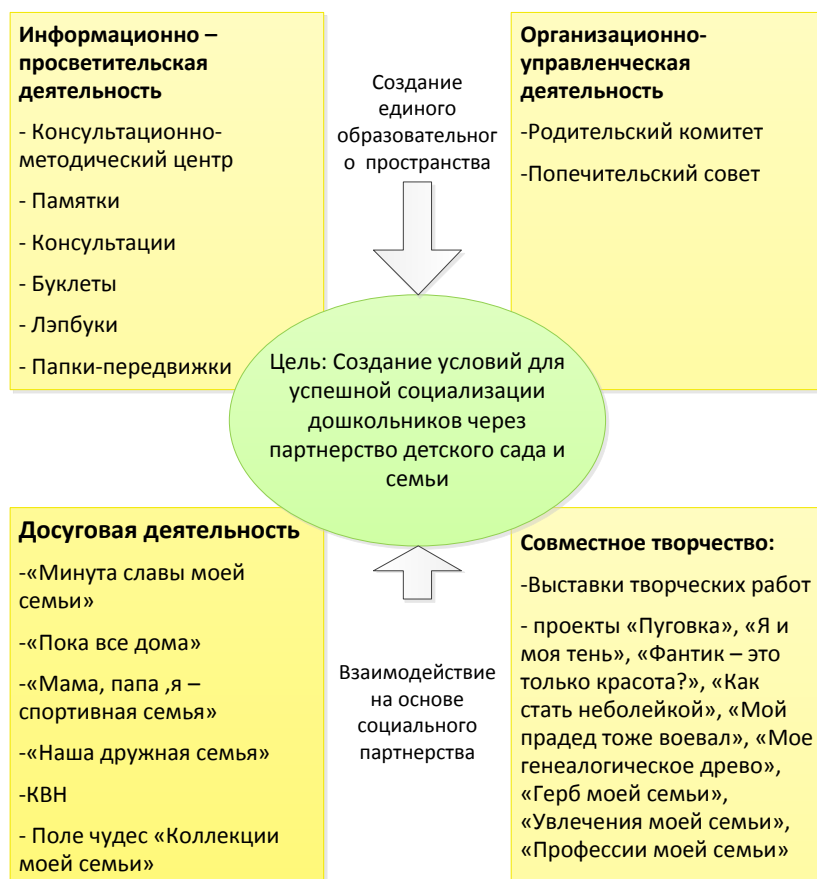 Информационно –
просветительская
деятельность
- Консультационно-
методический центр
- Памятки
- Консультации
- Буклеты
- Лэпбуки
- Папки-передвижки
Создание
единого
образовательног
о пространства
Организационно-
управленческая
деятельность
-Родительский комитет
-Попечительский совет
Цель: Создание условий для
успешной социализации
дошкольников через
партнерство детского сада и
семьи
Досуговая деятельность
-«Минута славы моей
семьи»
-«Пока все дома»
-«Мама, папа ,я –
спортивная семья»
-«Наша дружная семья»
-КВН
- Поле чудес «Коллекции
моей семьи»
Взаимодействие
на основе
социального
партнерства
Совместное творчество:
-Выставки творческих работ
- проекты «Пуговка», «Я и
моя тень», «Фантик – это
только красота?», «Как
стать неболейкой», «Мой
прадед тоже воевал», «Мое
генеалогическое древо»,
«Герб моей семьи»,
«Увлечения моей семьи»,
«Профессии моей семьи»